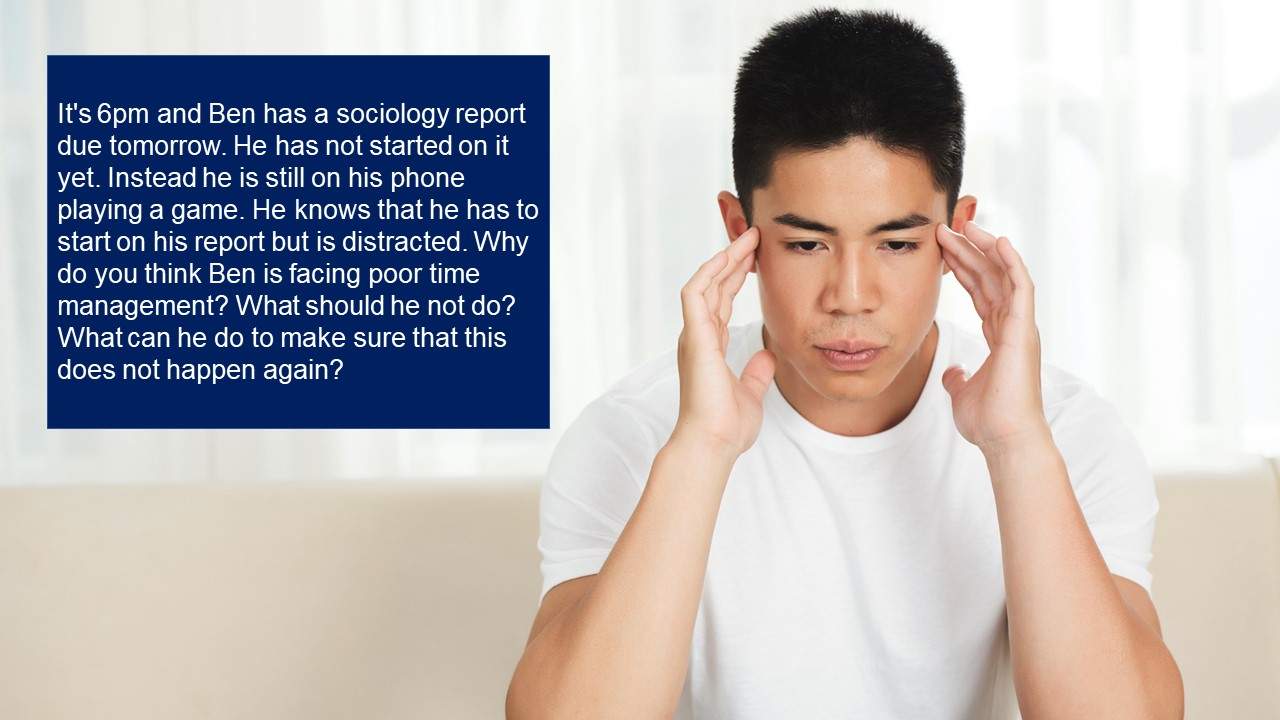 It's 6pm and Ben has a sociology report
due tomorrow. He has not started on it
yet. Instead he is still on his phone
playing a game. He knows that he has to
start on his report but is distracted. Why
do you think Ben is facing poor time
management? What should he not do?
What can he do to make sure that this
does not happen again?